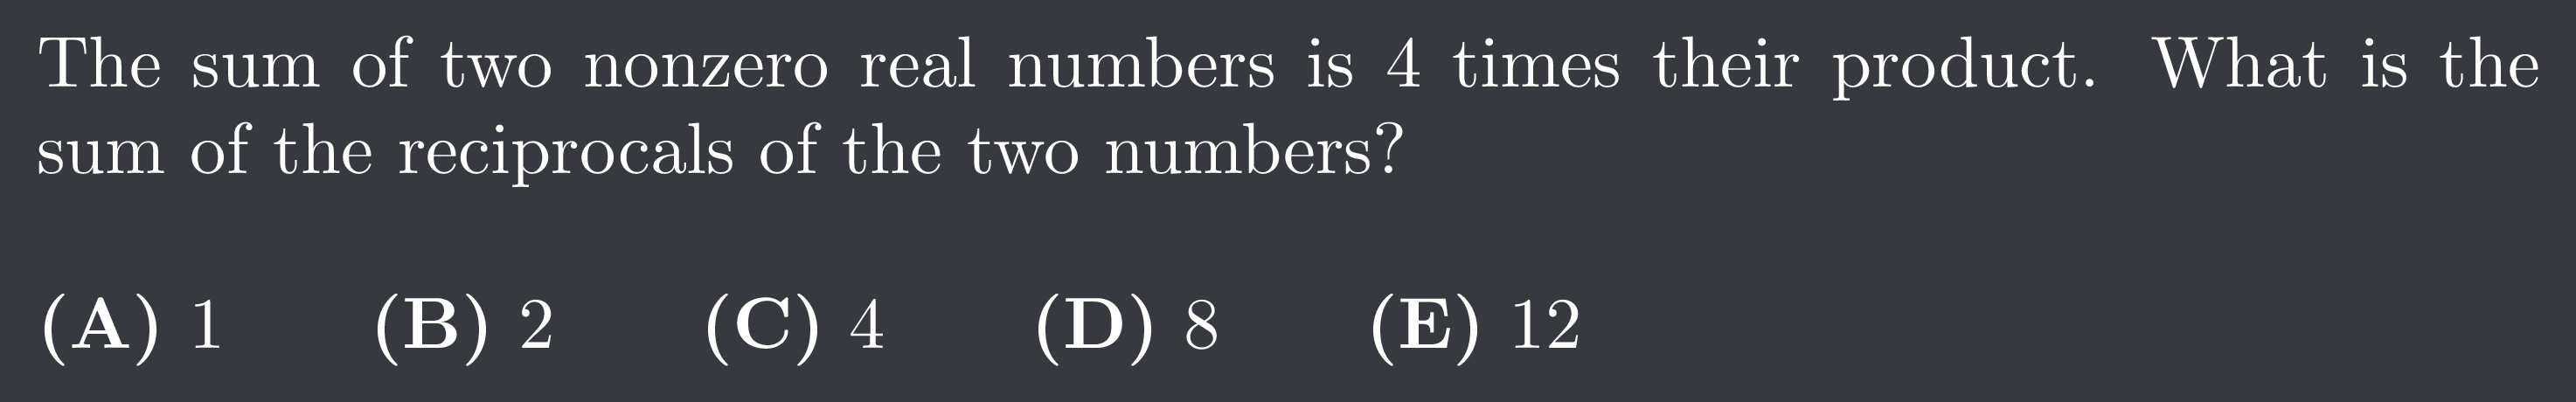 The sum of two nonzero real numbers is 4 times their product. What is the
sum of the reciprocals of the two numbers?
(A) 1 (B) 2 (C) 4 (D) 8 (E) 12